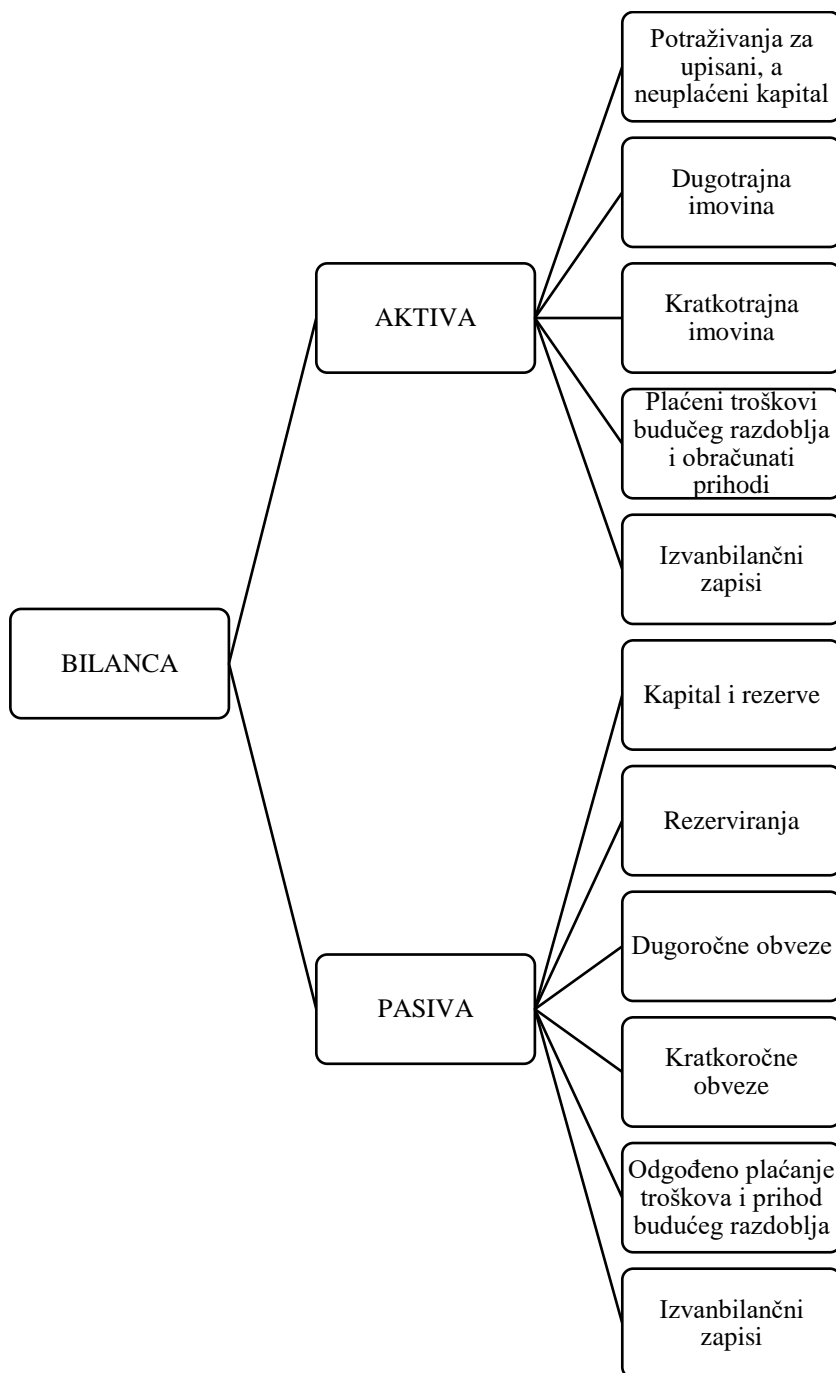 Potraživanja za
upisani, a
neuplaćeni kapital
Dugotrajna
imovina
AKTIVA
Kratkotrajna
imovina
Plaćeni troškovi
budučeg razdoblja
i obračunati
prihodi
Izvanbilančni
zapisi
BILANCA
Kapital i rezerve
Rezerviranja
Dugoročne obveze
PASIVA
Kratkoročne
obveze
Odgođeno plaćanje
troškova i prihod
budućeg razdoblja
Izvanbilančni
zapisi